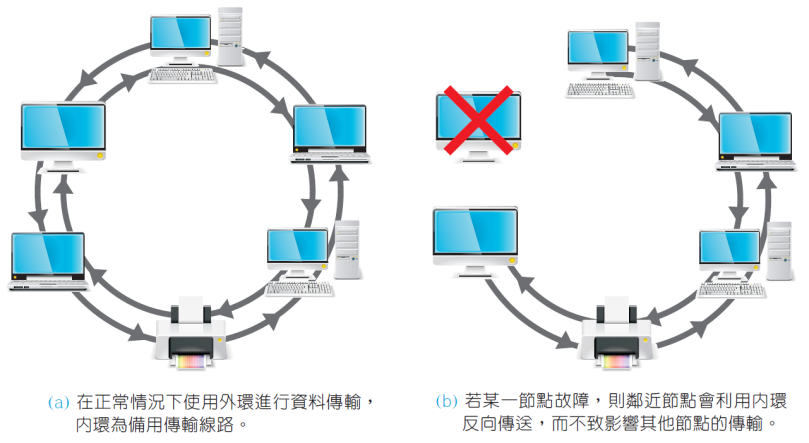 (a) 在正常情況下使用外環進行資料傳輸，
內環為備用傳輸線路。
(b) 若某一節點故障，則鄰近節點會利用內環
反向傳送，而不致影響其他節點的傳輸。